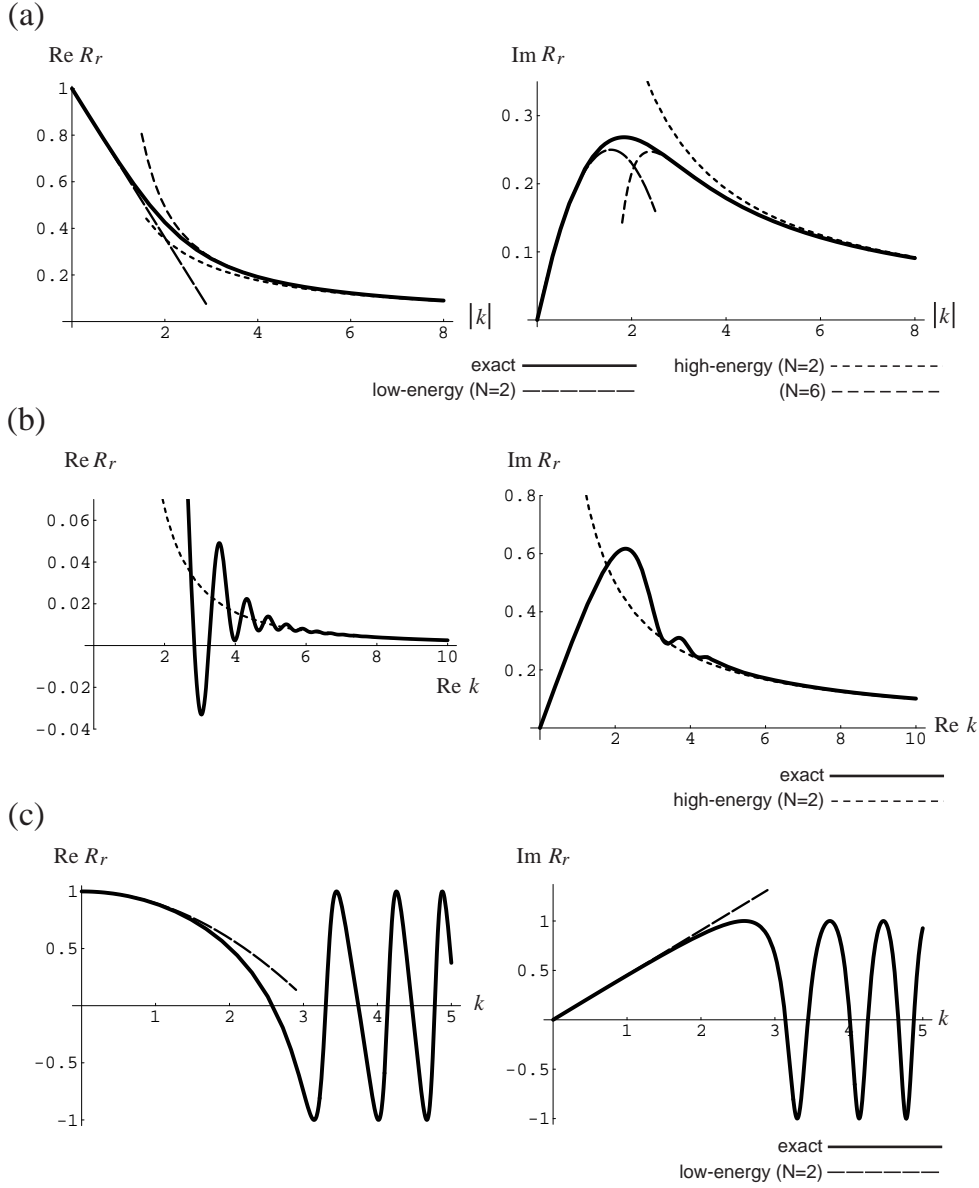 (a)
Re R_r
1
0.8
0.6
0.4
0.2
2 4 6 8
|k|
Im R_r
0.3
0.2
0.1
2 4 6 8
|k|
exact
low-energy (N=2)
high-energy (N=2)
(N=6)
(b)
Re R_r
0.06
0.04
0.02
-0.02
-0.04
2 4 6 8 10
Re k
Im R_r
0.8
0.6
0.4
0.2
2 4 6 8 10
Re k
exact
high-energy (N=2)
(c)
Re R_r
1
0.5
-0.5
-1
1 2 3 4 5
k
Im R_r
1
0.5
-0.5
-1
1 2 3 4 5
k
exact
low-energy (N=2)